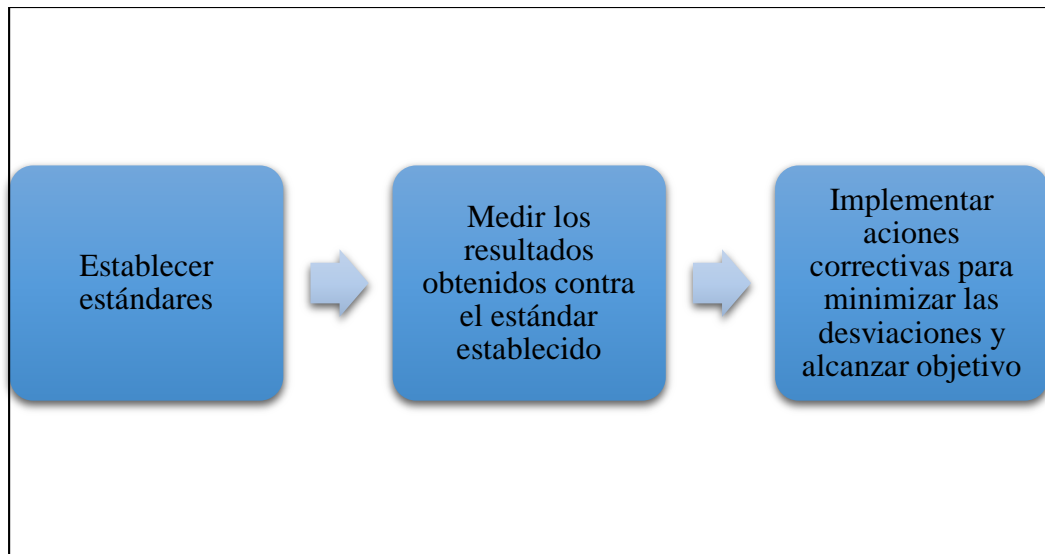 Establecer
estándares
Medir los
resultados
obtenidos contra
el estándar
establecido
Implementar
aciones
correctivas para
minimizar las
desviaciones y
alcanzar objetivo